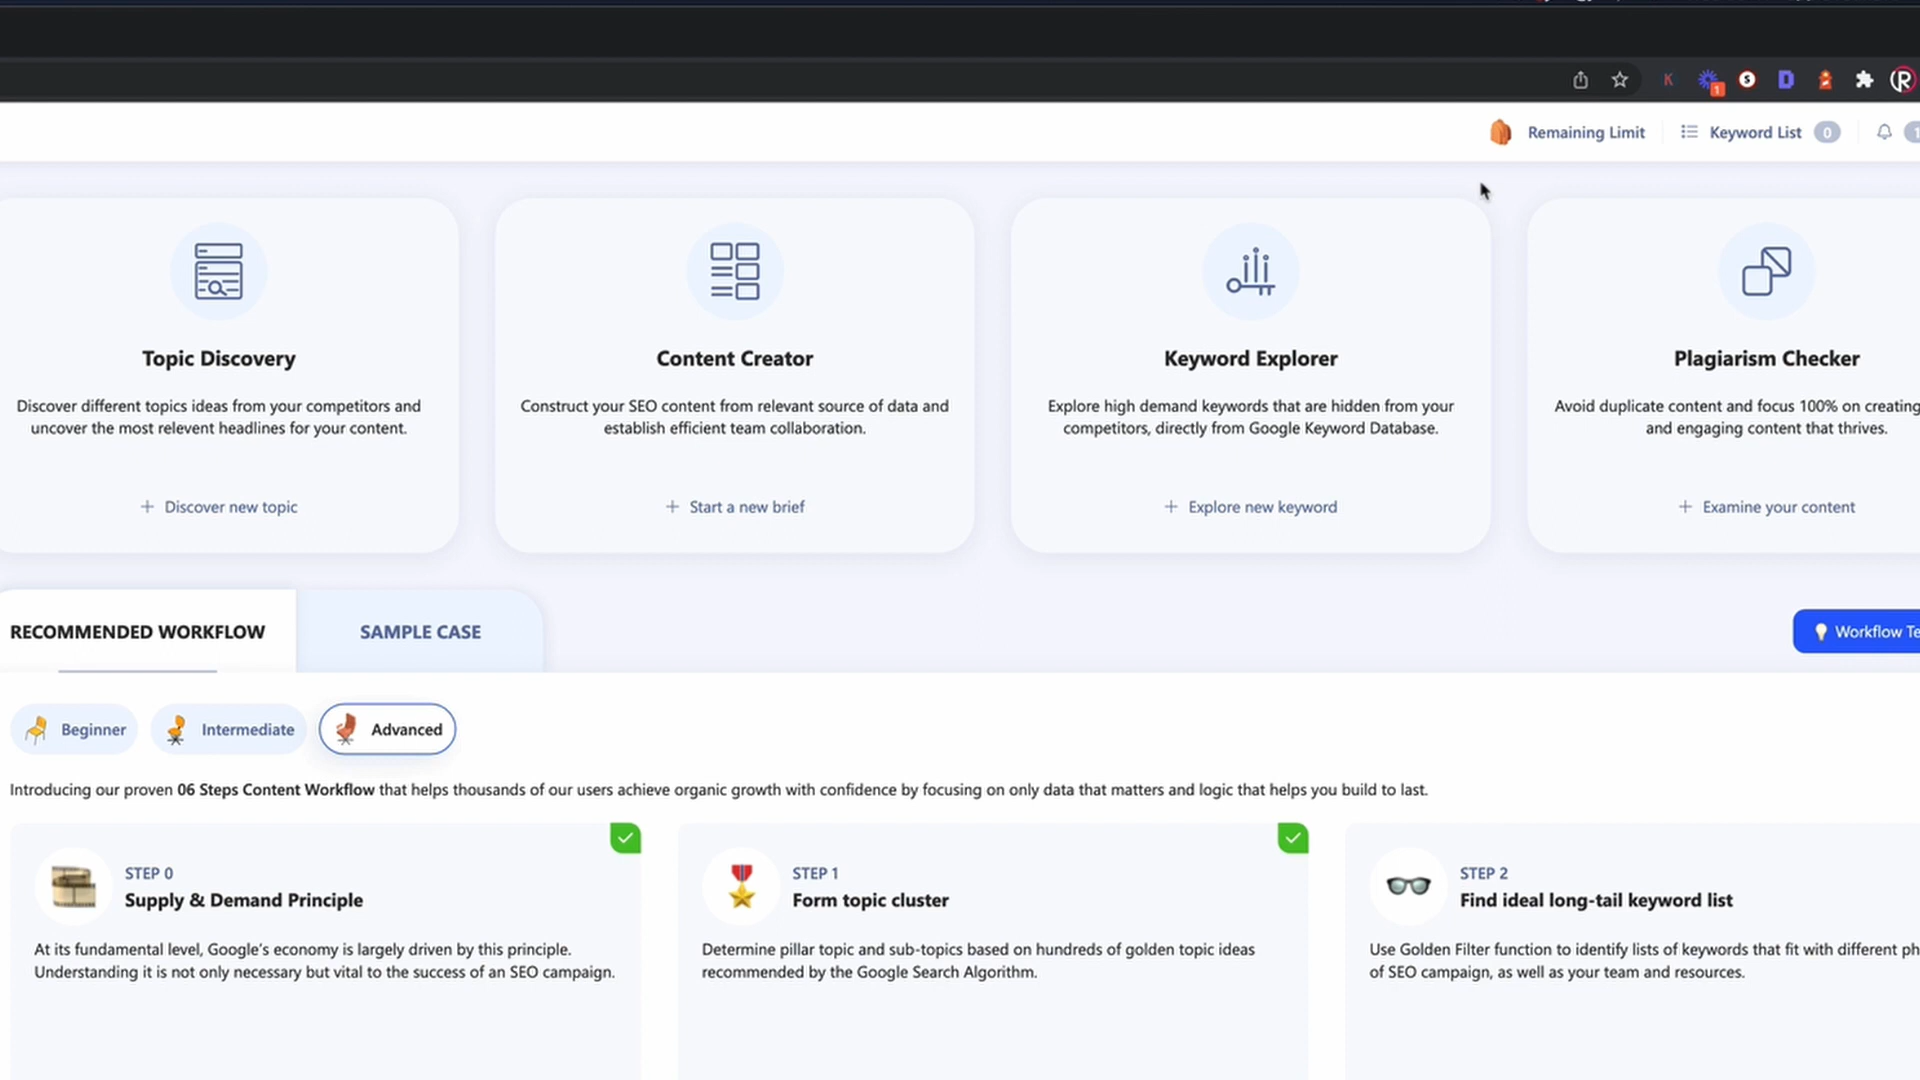 K
1
S
D
R
Remaining Limit
Keyword List 0
1
Topic Discovery
Discover different topics ideas from your competitors and
uncover the most relevent headlines for your content.
+ Discover new topic
Content Creator
Construct your SEO content from relevant source of data and
establish efficient team collaboration.
+ Start a new brief
Keyword Explorer
Explore high demand keywords that are hidden from your
competitors, directly from Google Keyword Database.
+ Explore new keyword
Plagiarism Checker
Avoid duplicate content and focus 100% on creating
and engaging content that thrives.
+ Examine your content
RECOMMENDED WORKFLOW
SAMPLE CASE
Workflow Te
Beginner
Intermediate
Advanced
Introducing our proven 06 Steps Content Workflow that helps thousands of our users achieve organic growth with confidence by focusing on only data that matters and logic that helps you build to last.
STEP 0
Supply & Demand Principle
At its fundamental level, Google's economy is largely driven by this principle.
Understanding it is not only necessary but vital to the success of an SEO campaign.
STEP 1
Form topic cluster
Determine pillar topic and sub-topics based on hundreds of golden topic ideas
recommended by the Google Search Algorithm.
STEP 2
Find ideal long-tail keyword list
Use Golden Filter function to identify lists of keywords that fit with different ph
of SEO campaign, as well as your team and resources.